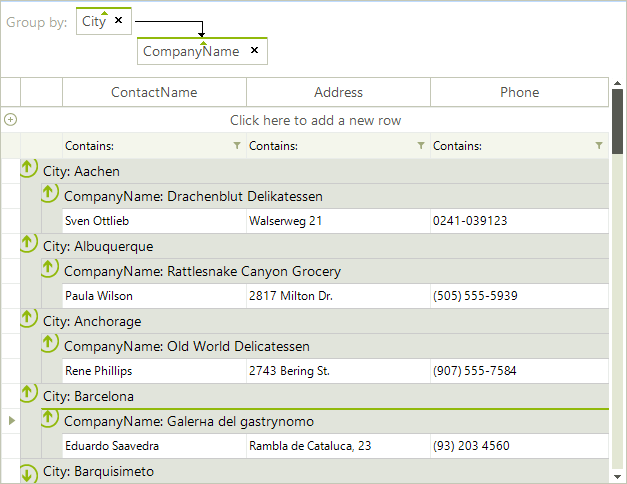 Group by: City
CompanyName
ContactName Address Phone
Click here to add a new row
Contains: Contains: Contains:
City: Aachen
CompanyName: Drachenblut Delikatessen
Sven Ottlieb Walserweg 21 0241-039123
City: Albuquerque
CompanyName: Rattlesnake Canyon Grocery
Paula Wilson 2817 Milton Dr. (505) 555-5939
City: Anchorage
CompanyName: Old World Delicatessen
Rene Phillips 2743 Bering St. (907) 555-7584
City: Barcelona
CompanyName: Galerнa del gastrуnomo
Eduardo Saavedra Rambla de Cataluсa, 23 (93) 203 4560
City: Barquisimeto